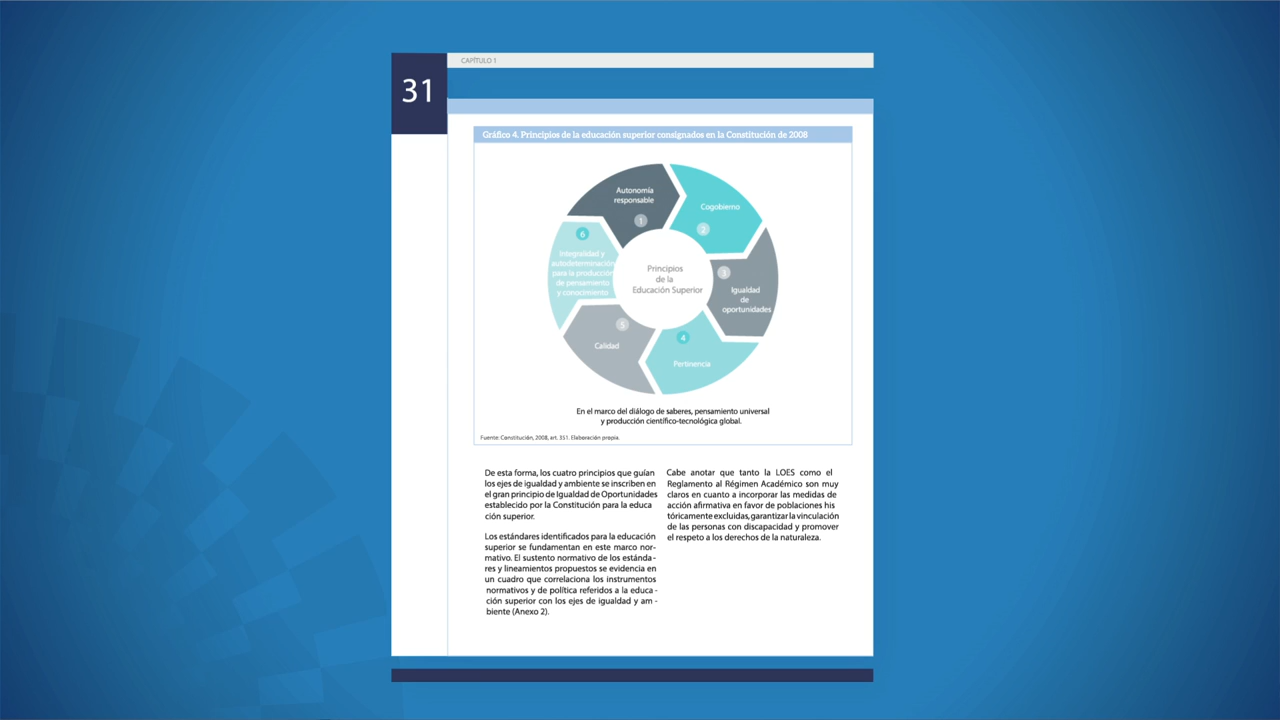 CAPÍTULO 1
31
Gráfico 4. Principios de la educación superior consignados en la Constitución de 2008
Autonomía
responsable
1
Cogobierno
2
3
Igualdad
de
oportunidades
4
Pertinencia
5
Calidad
6
Integralidad y
autodeterminación
para la producción
de pensamiento
y conocimiento
Principios
de la
Educación Superior
En el marco del diálogo de saberes, pensamiento universal
y producción científico-tecnológica global.
Fuente: Constitución, 2008, art. 351. Elaboración propia.
De esta forma, los cuatro principios que guían
los ejes de igualdad y ambiente se inscriben en
el gran principio de Igualdad de Oportunidades
establecido por la Constitución para la educa
ción superior.
Los estándares identificados para la educación
superior se fundamentan en este marco nor-
mativo. El sustento normativo de los estánda-
res y lineamientos propuestos se evidencia en
un cuadro que correlaciona los instrumentos
normativos y de política referidos a la educa -
ción superior con los ejes de igualdad y am -
biente (Anexo 2).
Cabe anotar que tanto la LOES como el
Reglamento al Régimen Académico son muy
claros en cuanto a incorporar las medidas de
acción afirmativa en favor de poblaciones his
tóricamente excluidas, garantizar la vinculación
de las personas con discapacidad y promover
el respeto a los derechos de la naturaleza.